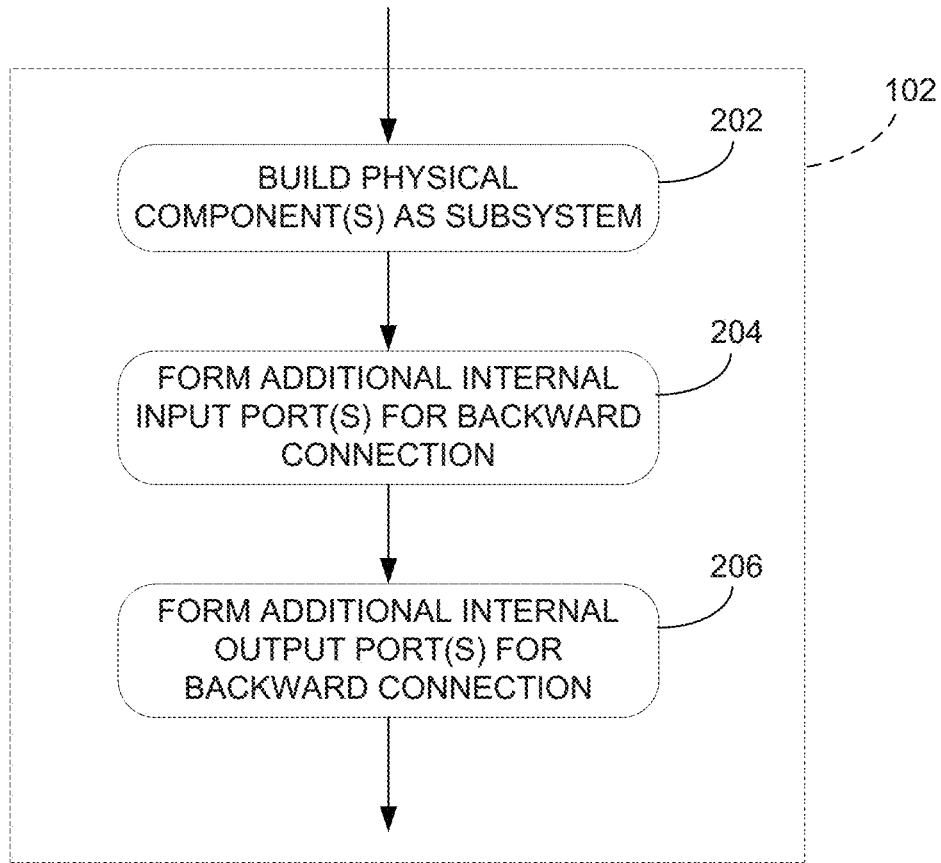 102
202
BUILD PHYSICAL
COMPONENT(S) AS SUBSYSTEM
204
FORM ADDITIONAL INTERNAL
INPUT PORT(S) FOR BACKWARD
CONNECTION
206
FORM ADDITIONAL INTERNAL
OUTPUT PORT(S) FOR
BACKWARD CONNECTION